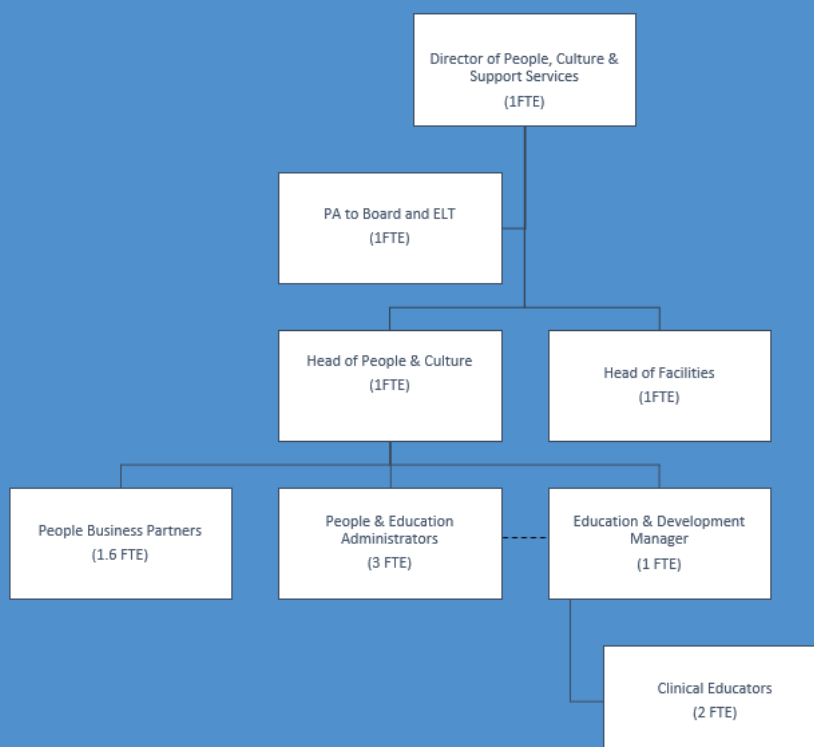 Director of People, Culture &
Support Services
(1FTE)
PA to Board and ELT
(1FTE)
Head of People & Culture
(1FTE)
Head of Facilities
(1FTE)
People Business Partners
(1.6 FTE)
People & Education
Administrators
(3 FTE)
Education & Development
Manager
(1 FTE)
Clinical Educators
(2 FTE)